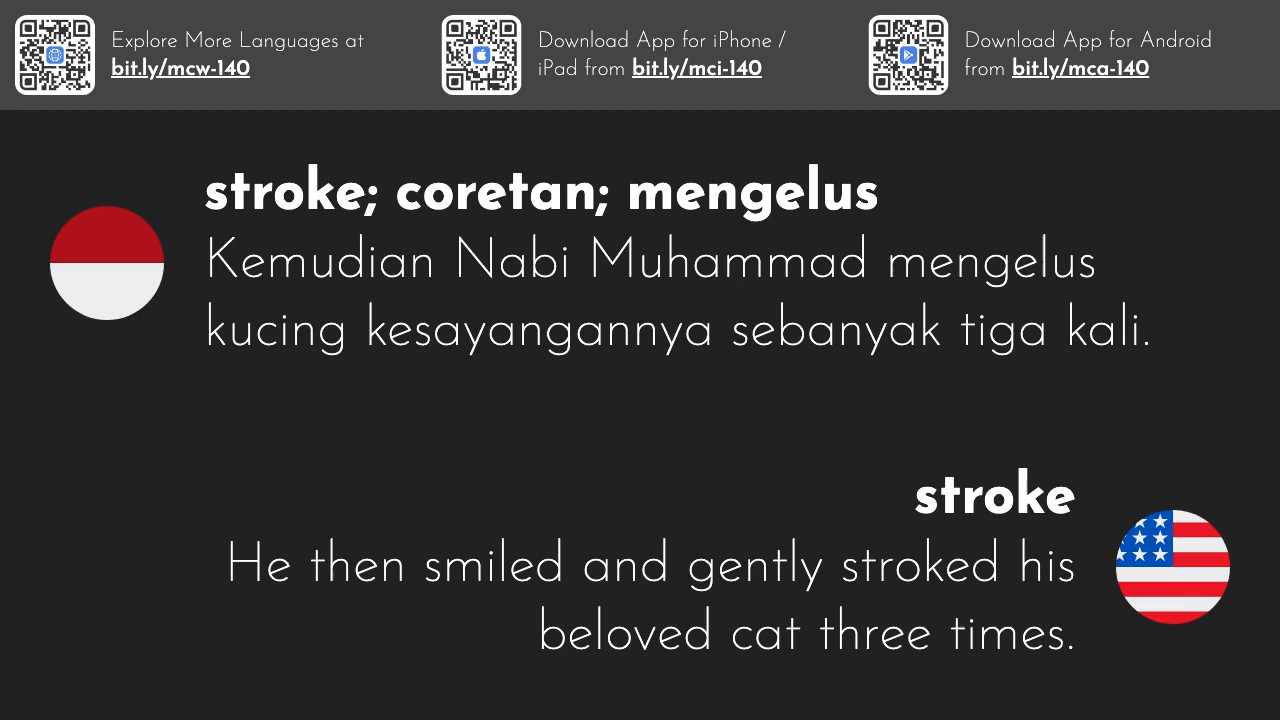 Explore More Languages at
bit.ly/mcw-140
Download App for iPhone /
iPad from bit.ly/mci-140
Download App for Android
from bit.ly/mca-140
stroke; coretan; mengelus
Kemudian Nabi Muhammad mengelus
kucing kesayangannya sebanyak tiga kali.
stroke
He then smiled and gently stroked his
beloved cat three times.